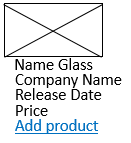 Name Glass
Company Name
Release Date
Price
Add product